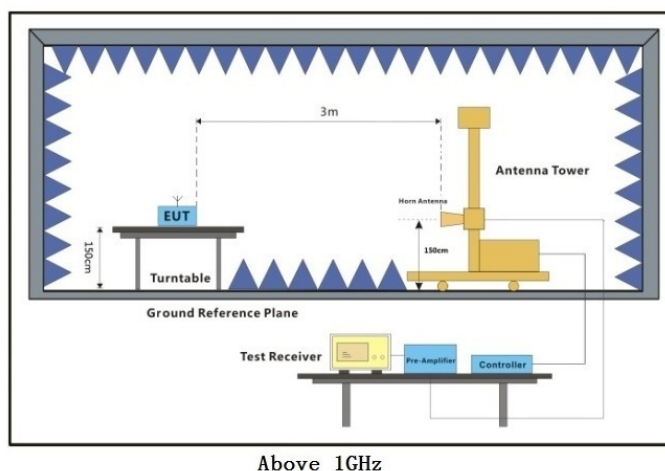 3m
Antenna Tower
Horn Antenna
EUT
150cm
150cm
Turntable
Ground Reference Plane
Test Receiver
Pre-Amplifier
Controller
Above 1GHz